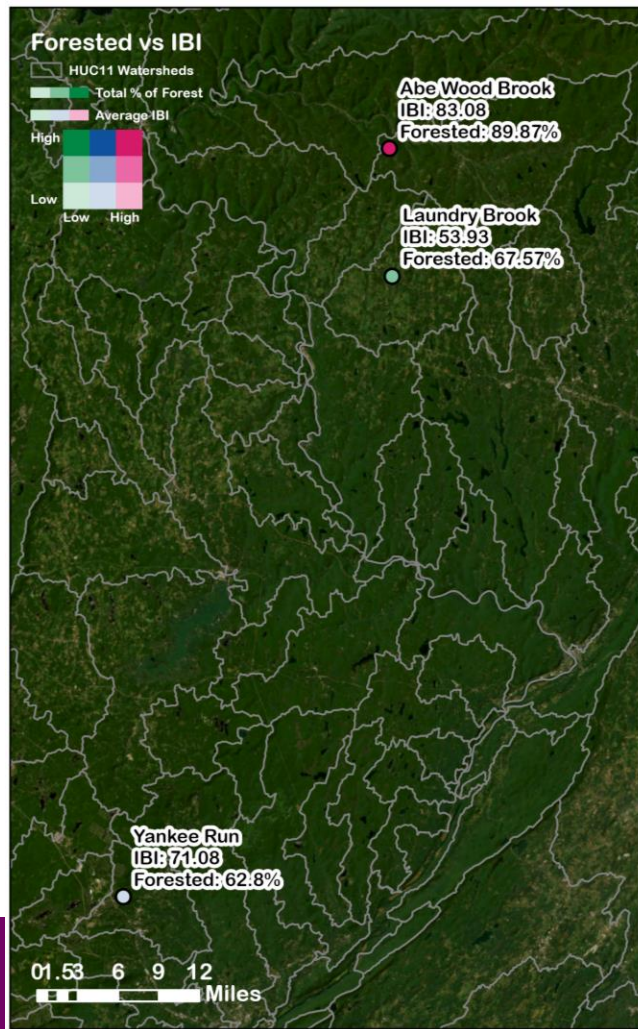 Forested vs IBI
HUC11 Watersheds
Total % of Forest
Average IBI
High
Low
Low High
Abe Wood Brook
IBI: 83.08
Forested: 89.87%
Laundry Brook
IBI: 53.93
Forested: 67.57%
Yankee Run
IBI: 71.08
Forested: 62.8%
01.53 6 9 12
Miles